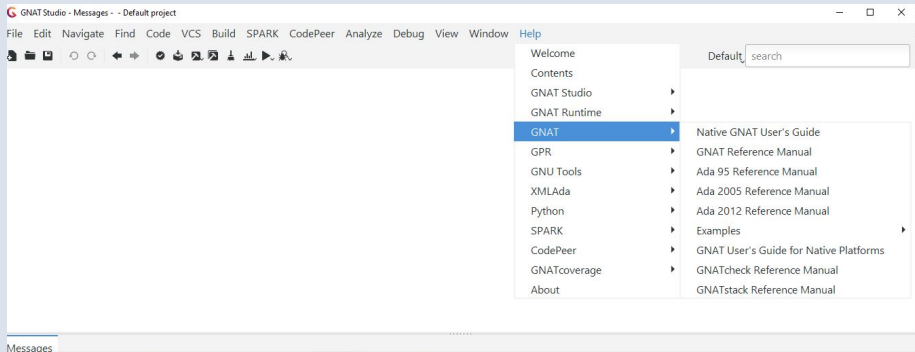 GNAT Studio - Messages - - Default project
File Edit Navigate Find Code VCS Build SPARK CodePeer Analyze Debug View Window Help
Default search
Welcome
Contents
GNAT Studio
GNAT Runtime
GNAT
GPR
GNU Tools
XMLAda
Python
SPARK
CodePeer
GNATcoverage
About
Native GNAT User's Guide
GNAT Reference Manual
Ada 95 Reference Manual
Ada 2005 Reference Manual
Ada 2012 Reference Manual
Examples
GNAT User's Guide for Native Platforms
GNATcheck Reference Manual
GNATstack Reference Manual
Messages